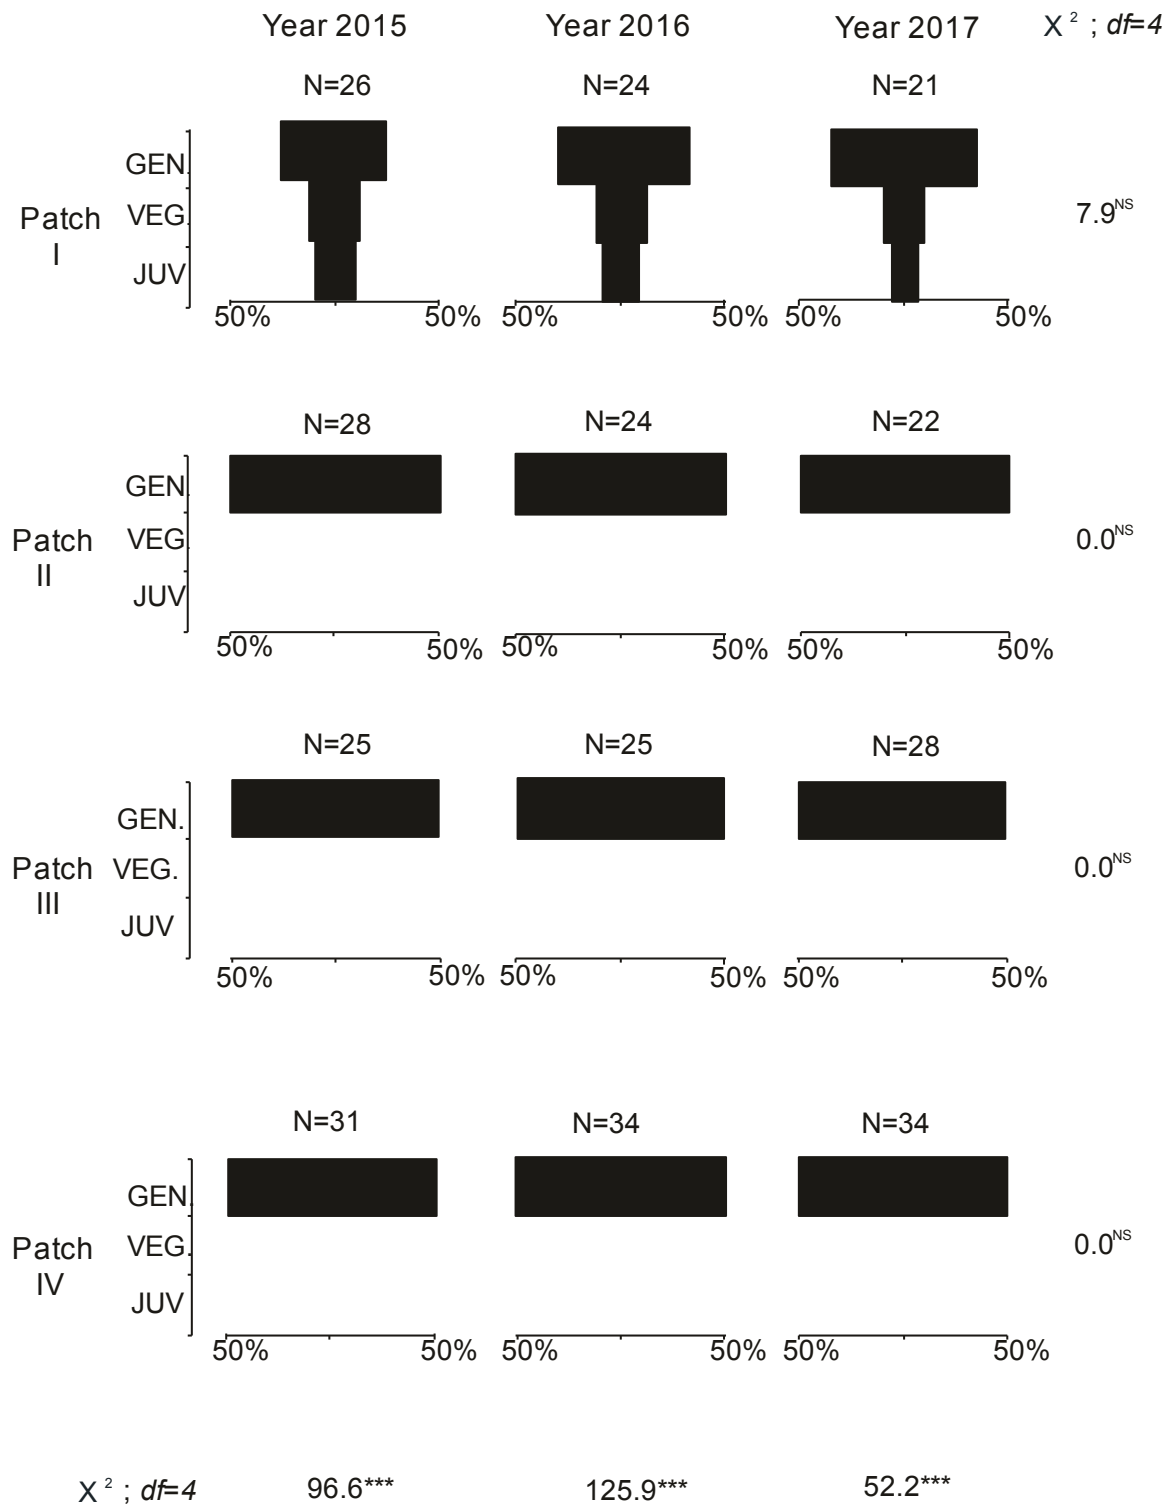 Year 2015 Year 2016 Year 2017 X 2 ; df=4
N=26 N=24 N=21
GEN.
Patch VEG. 7.9NS
I
JUV
50% 50% 50% 50% 50% 50%
N=28 N=24 N=22
GEN.
Patch VEG. 0.0NS
II
JUV
50% 50% 50% 50% 50% 50%
N=25 N=25 N=28
GEN.
Patch VEG. 0.0NS
III
JUV
50% 50% 50% 50% 50% 50%
N=31 N=34 N=34
GEN.
Patch VEG. 0.0NS
IV
JUV
50% 50% 50% 50% 50% 50%
X 2 ; df=4 96.6*** 125.9*** 52.2***